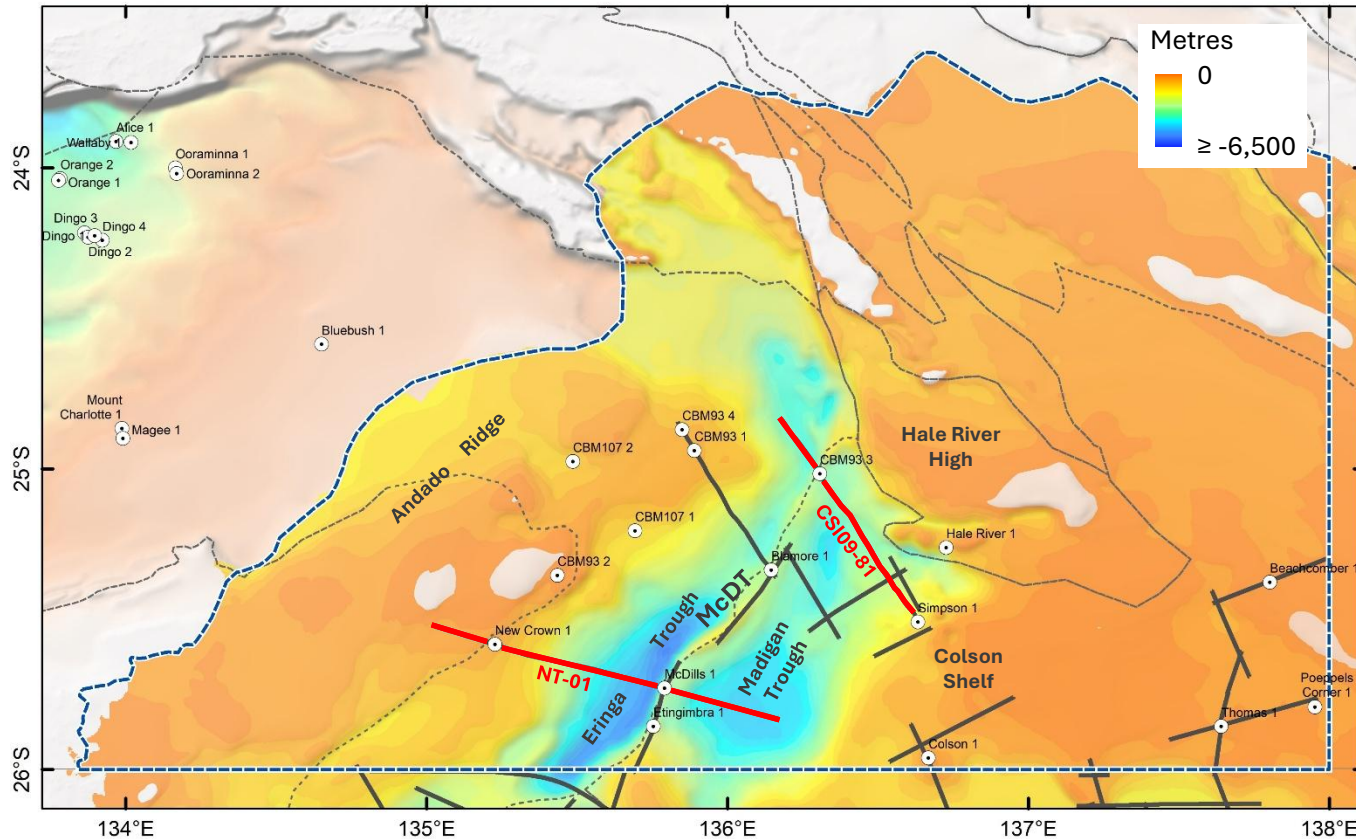 Metres
0
≥ -6,500
Alice 1
Wallaby
Ooraminna 1
Ooraminna 2
Orange 2
Orange 1
Dingo 3
Dingo 4
Dingo 1
Dingo 2
Bluebush 1
Mount
Charlotte 1
Magee 1
Andado Ridge
CBM93 4
CBM93 1
CBM107 2
CBM93 3
Hale River
High
CBM107 1
CSI09-81
Hale River 1
Blamore 1
CBM93 2
Beachcomber 1
McDT
Simpson 1
New Crown 1
Eringa Trough
Madigan
Trough
Colson
Shelf
NT-01
McDills 1
Etingimbra 1
Poeppels
Corner 1
Thomas 1
Colson 1
24°S
25°S
26°S
134°E
135°E
136°E
137°E
138°E